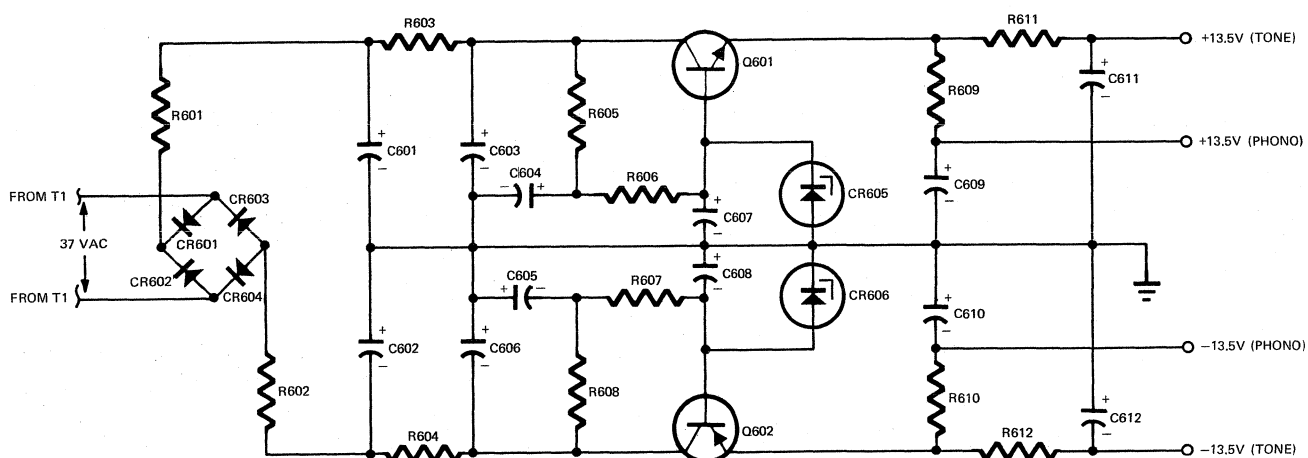 R603
R611
+13.5V (TONE)
Q601
C611
R601
R605
R609
+13.5V (PHONO)
C601
C603
C604
R606
FROM T1
CR603
CR605
C609
C607
37 VAC
CR601
CR602
C605
R607
C608
FROM T1
CR604
CR606
C610
C602
C606
-13.5V (PHONO)
R602
R608
R610
C612
R604
Q602
R612
-13.5V (TONE)